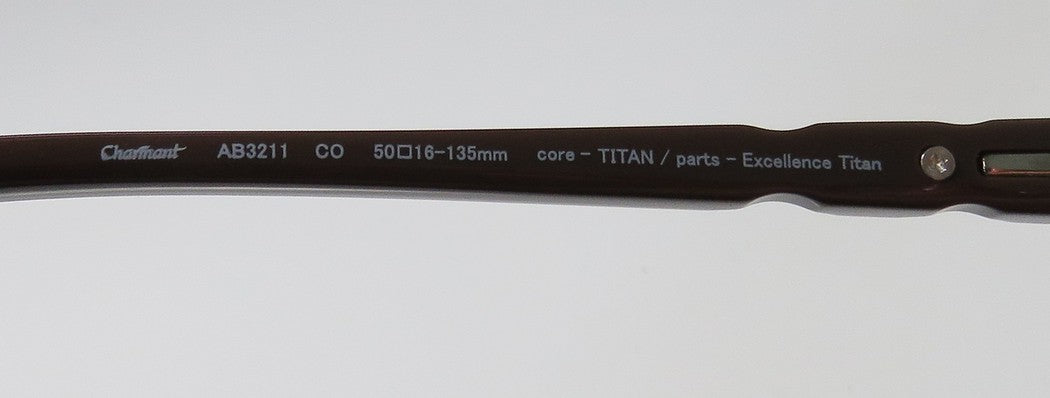 Charmant AB3211 CO 50□16-135mm core - TITAN / parts - Excellence Titan